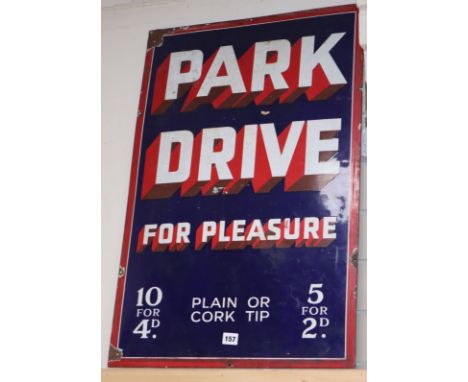 PARK
DRIVE
FOR PLEASURE
10
FOR
4D.
PLAIN OR
CORK TIP
5
FOR
2D.
157